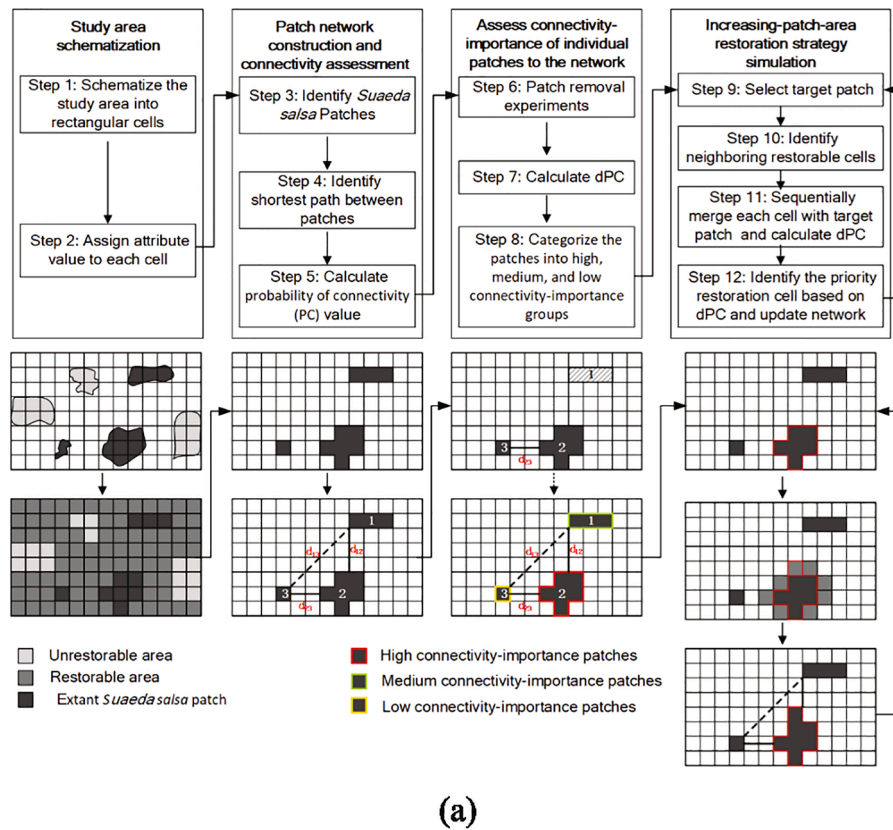 Study area
schematization
Step 1: Schematize the
study area into
rectangular cells
Step 2: Assign attribute
value to each cell
Patch network
construction and
connectivity assessment
Step 3: Identify Suaeda
salsa Patches
Step 4: Identify
shortest path between
patches
Step 5: Calculate
probability of connectivity
(PC) value
Assess connectivity-
importance of individual
patches to the network
Step 6: Patch removal
experiments
Step 7: Calculate dPC
Step 8: Categorize the
patches into high,
medium, and low
connectivity-importance
groups
Increasing-patch-area
restoration strategy
simulation
Step 9: Select target patch
Step 10: Identify
neighboring restorable cells
Step 11: Sequentially
merge each cell with target
patch and calculate dPC
Step 12: Identify the priority
restoration cell based on
dPC and update network
1
3
2
d23
1
d13
d12
3
2
d23
1
d13
d12
3
2
d23
Unrestorable area
Restorable area
Extant Suaeda salsa patch
High connectivity-importance patches
Medium connectivity-importance patches
Low connectivity-importance patches
(a)